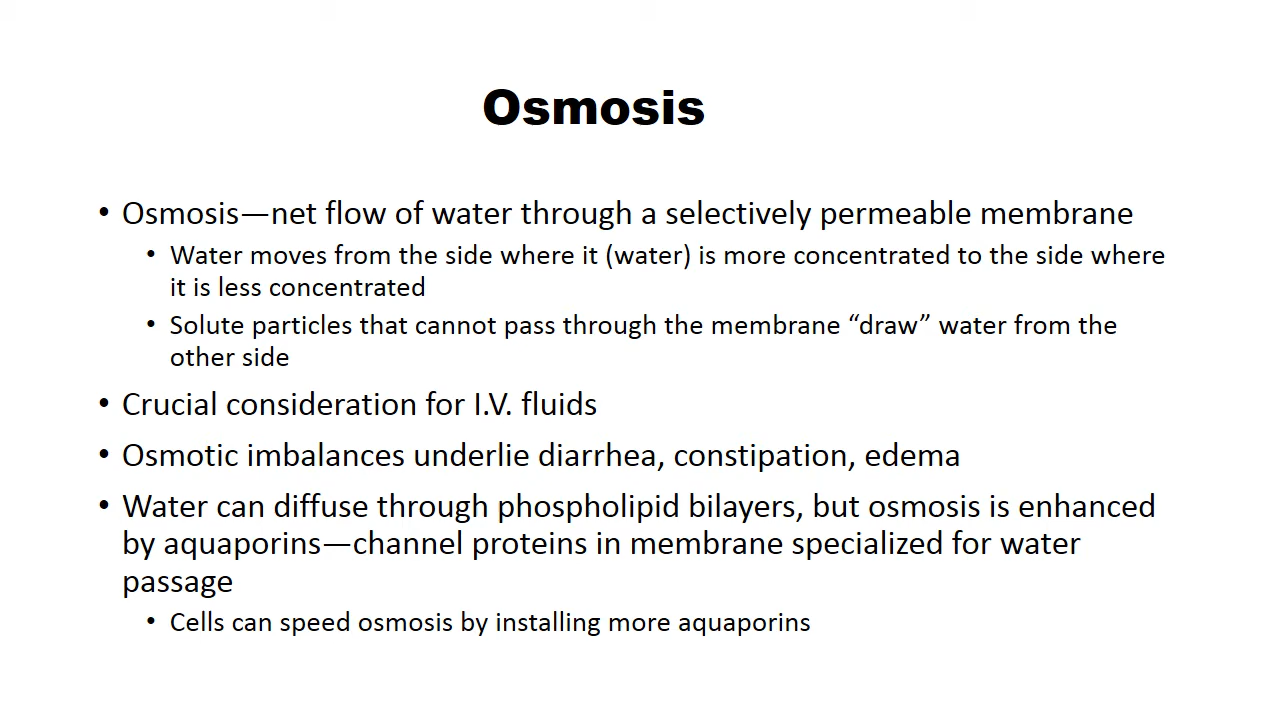 Osmosis
• Osmosis—net flow of water through a selectively permeable membrane
• Water moves from the side where it (water) is more concentrated to the side where
it is less concentrated
• Solute particles that cannot pass through the membrane “draw” water from the
other side
• Crucial consideration for I.V. fluids
• Osmotic imbalances underlie diarrhea, constipation, edema
• Water can diffuse through phospholipid bilayers, but osmosis is enhanced
by aquaporins—channel proteins in membrane specialized for water
passage
• Cells can speed osmosis by installing more aquaporins